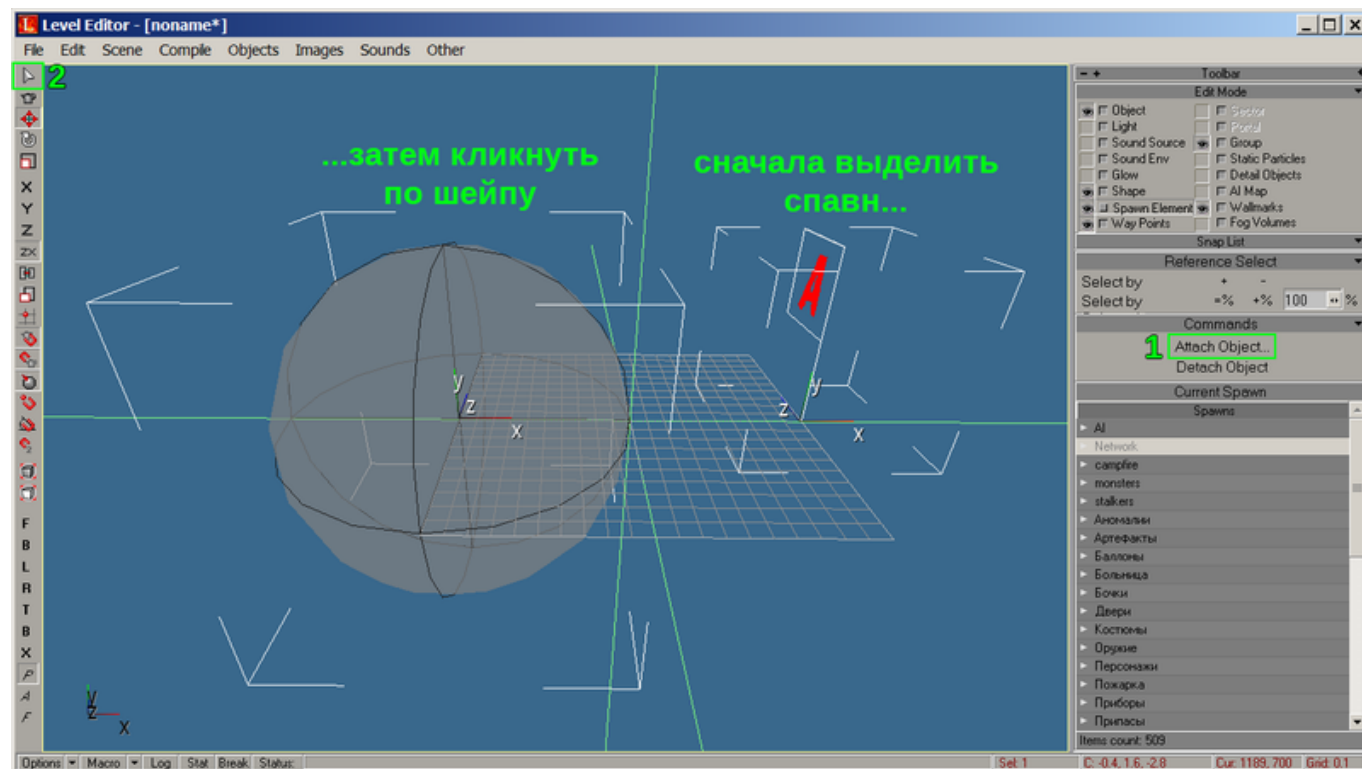 Level Editor - [noname*]
File Edit Scene Compile Objects Images Sounds Other
2
...затем кликнуть
по шейпу
сначала выделить
спавн...
y
z
x
y
z
x
y
z
x
X
Y
Z
ZX
F
B
L
R
T
B
X
P
A
F
- + Toolbar
Edit Mode
Object Sector
Light Portal
Sound Source Group
Sound Env Static Particles
Glow Detail Objects
Shape AI Map
Spawn Element Wallmarks
Way Points Fog Volumes
Snap List
Reference Select
Select by + -
Select by =% +% 100 %
Commands
1 Attach Object...
Detach Object
Current Spawn
Spawns
AI
Network
campfire
monsters
stalkers
Аномалии
Артефакты
Баллоны
Больница
Бочки
Двери
Костюмы
Оружие
Персонажи
Пожарка
Приборы
Припасы
Items count: 509
Options Macro Log Stat Break Status: Sel: 1 C: -0.4, 1.6, -2.8 Cur: 1189, 700 Grid: 0.1